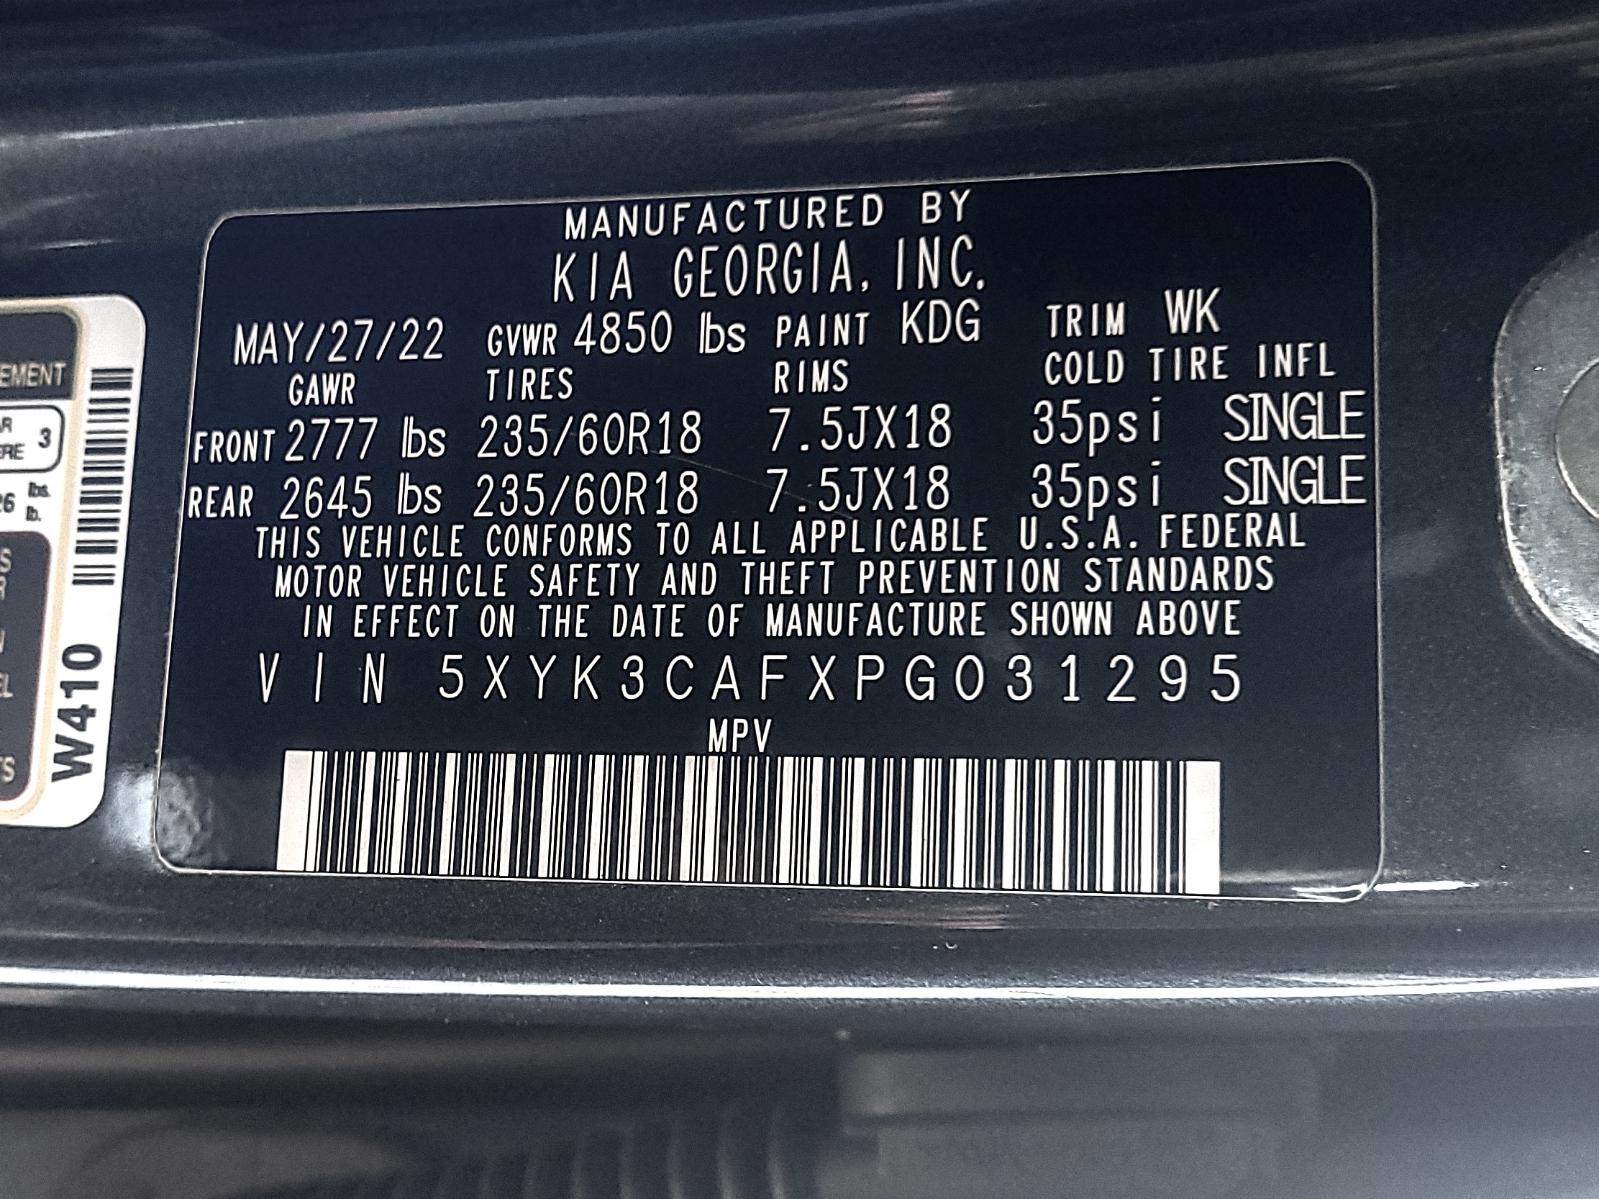 MANUFACTURED BY
KIA GEORGIA, INC.
MAY/27/22 GVWR 4850 lbs PAINT KDG TRIM WK
GAWR TIRES RIMS COLD TIRE INFL
FRONT 2777 lbs 235/60R18 7.5JX18 35psi SINGLE
REAR 2645 lbs 235/60R18 7.5JX18 35psi SINGLE
THIS VEHICLE CONFORMS TO ALL APPLICABLE U.S.A. FEDERAL
MOTOR VEHICLE SAFETY AND THEFT PREVENTION STANDARDS
IN EFFECT ON THE DATE OF MANUFACTURE SHOWN ABOVE
VIN 5XYK3CAFXPG031295
MPV
3
lbs.
lb.
W410